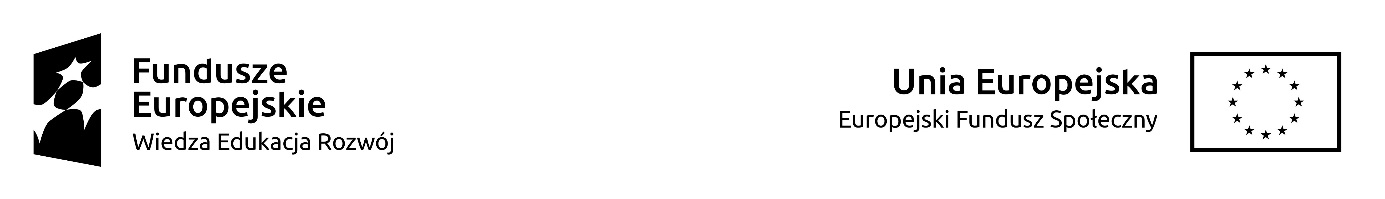 Fundusze
Europejskie
Wiedza Edukacja Rozwój
Unia Europejska
Europejski Fundusz Społeczny